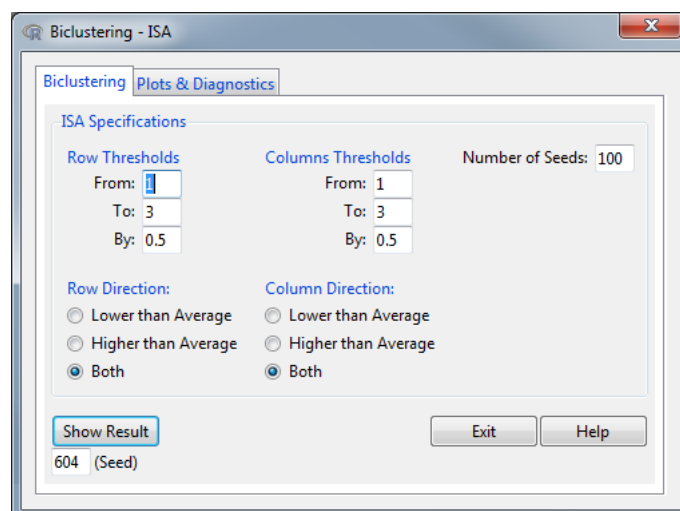 Biclustering - ISA
Biclustering Plots & Diagnostics
ISA Specifications
Row Thresholds Columns Thresholds Number of Seeds: 100
From: 1 From: 1
To: 3 To: 3
By: 0.5 By: 0.5
Row Direction: Column Direction:
Lower than Average Lower than Average
Higher than Average Higher than Average
Both Both
Show Result Exit Help
604 (Seed)